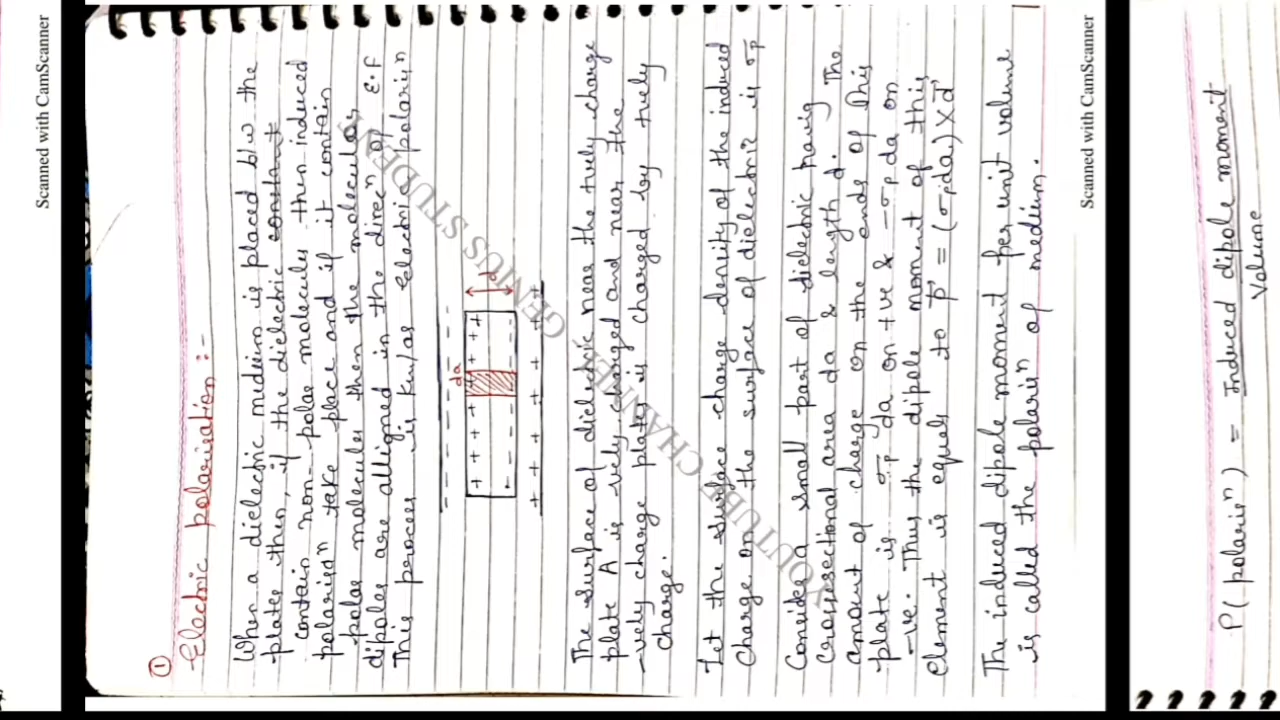 Scanned with CamScanner
①
Electric polarisation :-
When a dielectric medium is placed b/w the
plates then, if the dielectric constant
contain non-polar molecules then induced
polarisn take place and if it contain
polar molecules then the molecular
dipoles are alligned in the direcn of E.F
This process is kn/as electric polarisn
- - - - - - - - -
da
+ + + + + + + +
d
- - - - - - -
+ + + + + + + +
The surface of dielectric near the +vely charge
plate A is -vely charged and near the
-vely charge plate, is charged by +vely
charge.
Let the surface charge density of the induced
charge on the surface of dielectric is σp
Consider a small part of dielectric having
crossectional area da & length d. The
amount of charge on the ends of this
plate is σp da on +ve & -σp da on
-ve. Thus the dipole moment of this
element is equals to p⃗ = (σp da) × d⃗
The induced dipole moment per unit volume
is called the polarisn of medium.
YOUTUBE CHANNEL GENIUS STUDENT
Scanned with CamScanner
P( polarisn ) = Induced dipole moment
Volume